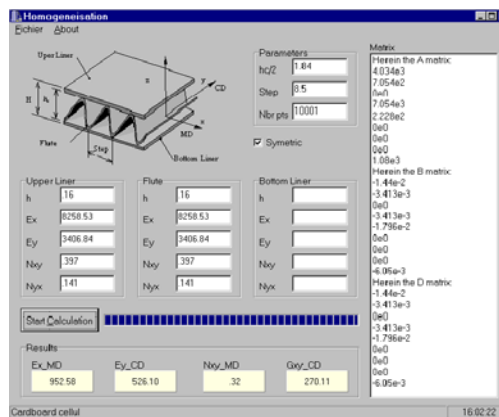 Homogeneisation
Fichier About
Upper Liner
z
y
CD
H
MD
x
Flute
Step
Bottom Liner
Parameters
hc/2 1.84
Step 8.5
Nbr pts 10001
Symetric
Upper Liner
h .16
Ex 8258.53
Ey 3406.84
Nxy .397
Nyx .141
Flute
h .16
Ex 8258.53
Ey 3406.84
Nxy .397
Nyx .141
Bottom Liner
h
Ex
Ey
Nxy
Nyx
Start Calculation
Results
Ex_MD Ey_CD Nxy_MD Gxy_CD
952.58 526.10 .32 270.11
Matrix
Herein the A matrix:
4.034e3
7.054e2
0e0
7.054e3
2.228e2
0e0
0e0
0e0
1.08e3
Herein the B matrix:
-1.44e-2
-3.413e-3
0e0
-3.413e-3
-1.796e-2
0e0
0e0
0e0
-6.05e-3
Herein the D matrix:
-1.44e-2
-3.413e-3
0e0
-3.413e-3
-1.796e-2
0e0
0e0
0e0
-6.05e-3
Cardboard cellul 16:02:22